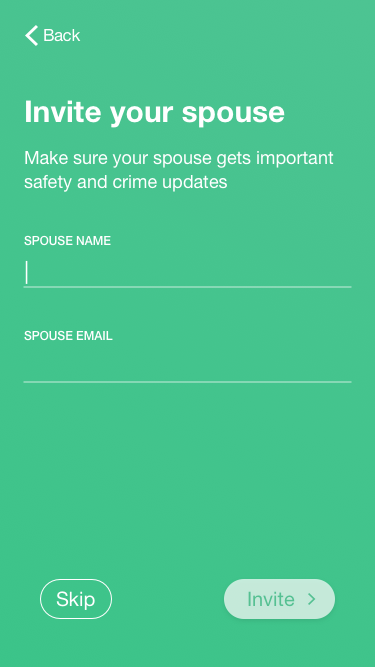 Back
Invite your spouse
Make sure your spouse gets important
safety and crime updates
SPOUSE NAME
SPOUSE EMAIL
Skip
Invite